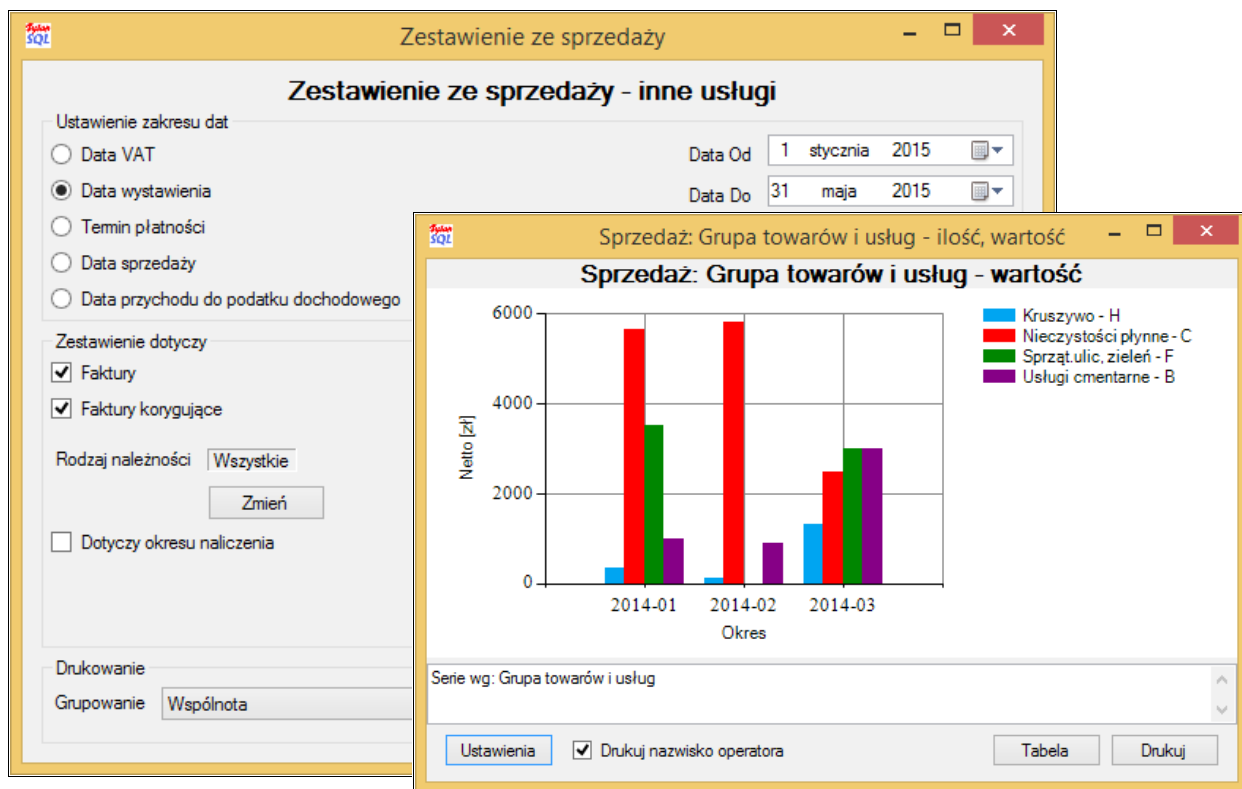 Tytan
SQL
Zestawienie ze sprzedaży
Zestawienie ze sprzedaży - inne usługi
Ustawienie zakresu dat
Data VAT
Data wystawienia
Termin płatności
Data sprzedaży
Data przychodu do podatku dochodowego
Data Od 1 stycznia 2015
Data Do 31 maja 2015
Zestawienie dotyczy
Faktury
Faktury korygujące
Rodzaj należności Wszystkie
Zmień
Dotyczy okresu naliczenia
Drukowanie
Grupowanie Wspólnota
Tytan
SQL
Sprzedaż: Grupa towarów i usług - ilość, wartość
Sprzedaż: Grupa towarów i usług - wartość
Netto [zł]
6000
4000
2000
0
2014-01 2014-02 2014-03
Okres
Kruszywo - H
Nieczystości płynne - C
Sprząt.ulic, zieleń - F
Usługi cmentarne - B
Serie wg: Grupa towarów i usług
Ustawienia Drukuj nazwisko operatora Tabela Drukuj